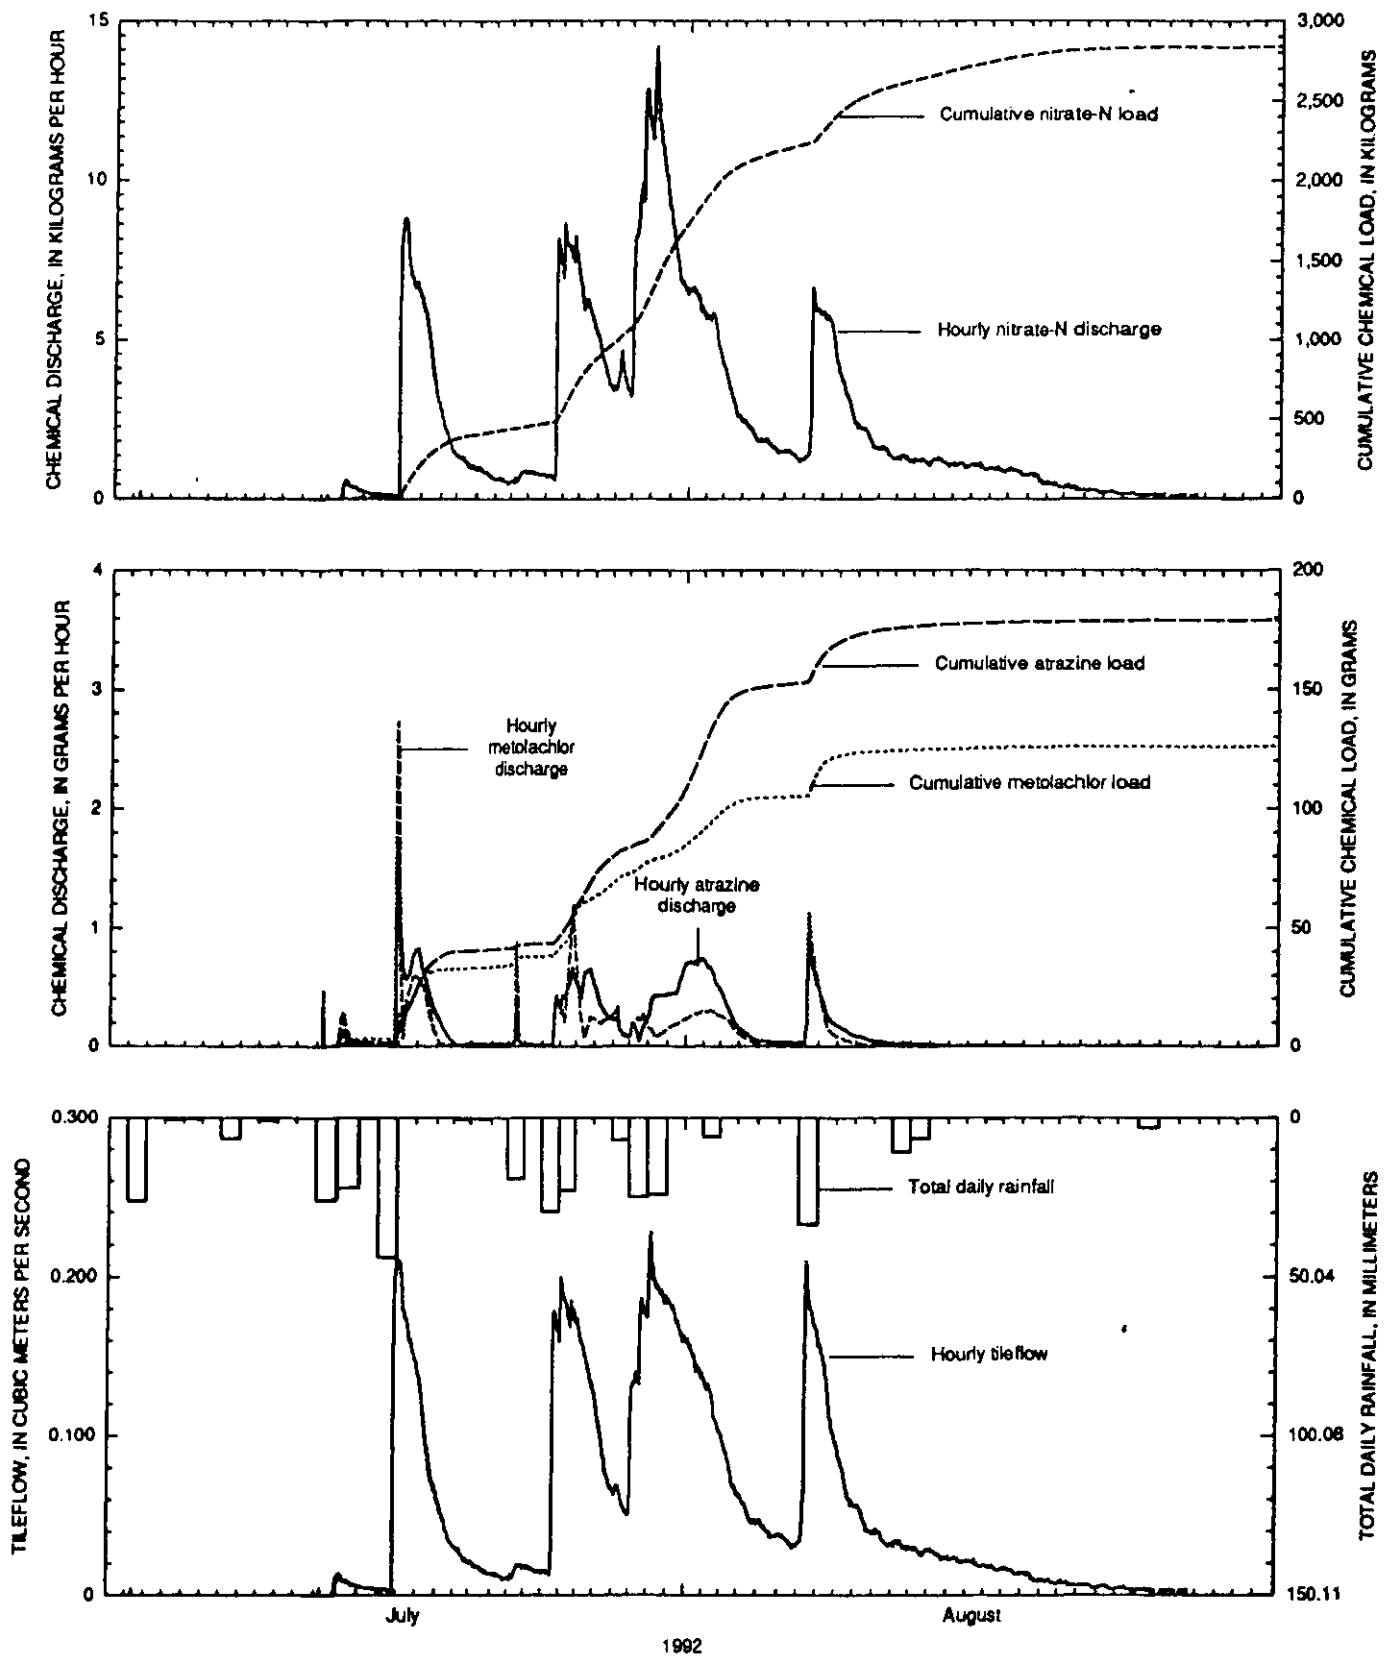 CHEMICAL DISCHARGE, IN KILOGRAMS PER HOUR
15
10
5
0
3,000
2,500
2,000
1,500
1,000
500
0
CUMULATIVE CHEMICAL LOAD, IN KILOGRAMS
Cumulative nitrate-N load
Hourly nitrate-N discharge
CHEMICAL DISCHARGE, IN GRAMS PER HOUR
4
3
2
1
0
200
150
100
50
0
CUMULATIVE CHEMICAL LOAD, IN GRAMS
Cumulative atrazine load
Hourly
metolachlor
discharge
Cumulative metolachlor load
Hourly atrazine
discharge
TILEFLOW, IN CUBIC METERS PER SECOND
0.300
0.200
0.100
0
0
50.04
100.08
150.11
TOTAL DAILY RAINFALL, IN MILLIMETERS
Total daily rainfall
Hourly tileflow
July
August
1992